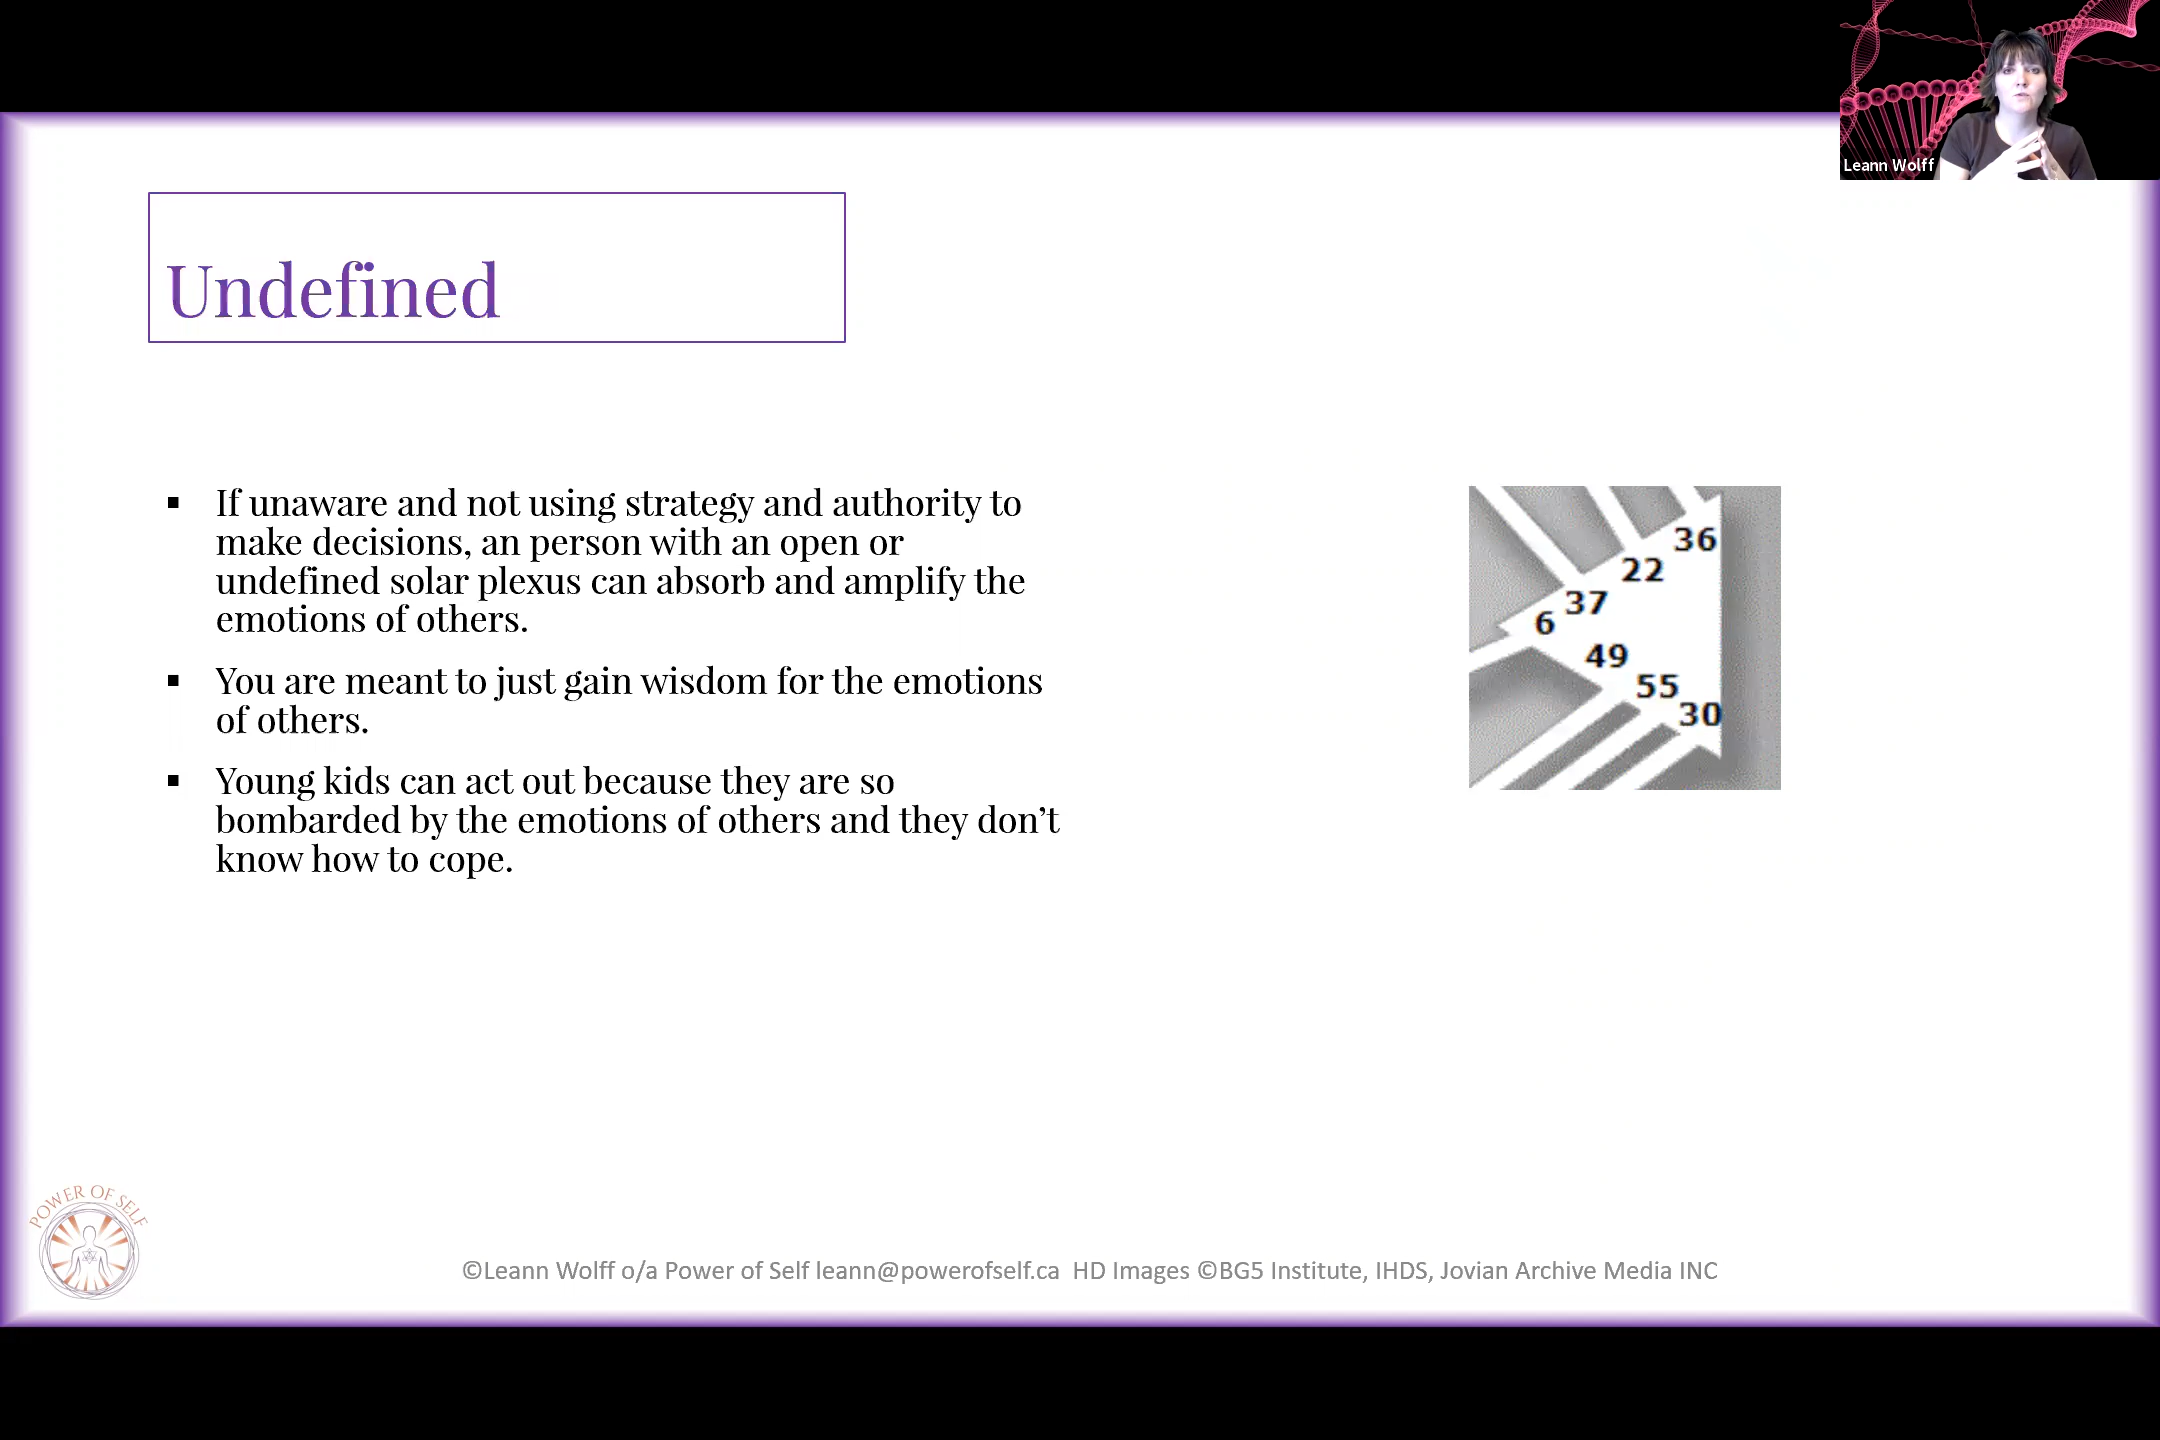 Leann Wolff
Undefined
▪ If unaware and not using strategy and authority to
make decisions, an person with an open or
undefined solar plexus can absorb and amplify the
emotions of others.
▪ You are meant to just gain wisdom for the emotions
of others.
▪ Young kids can act out because they are so
bombarded by the emotions of others and they don’t
know how to cope.
36
22
37
6
49
55
30
POWER OF SELF
©Leann Wolff o/a Power of Self leann@powerofself.ca  HD Images ©BG5 Institute, IHDS, Jovian Archive Media INC